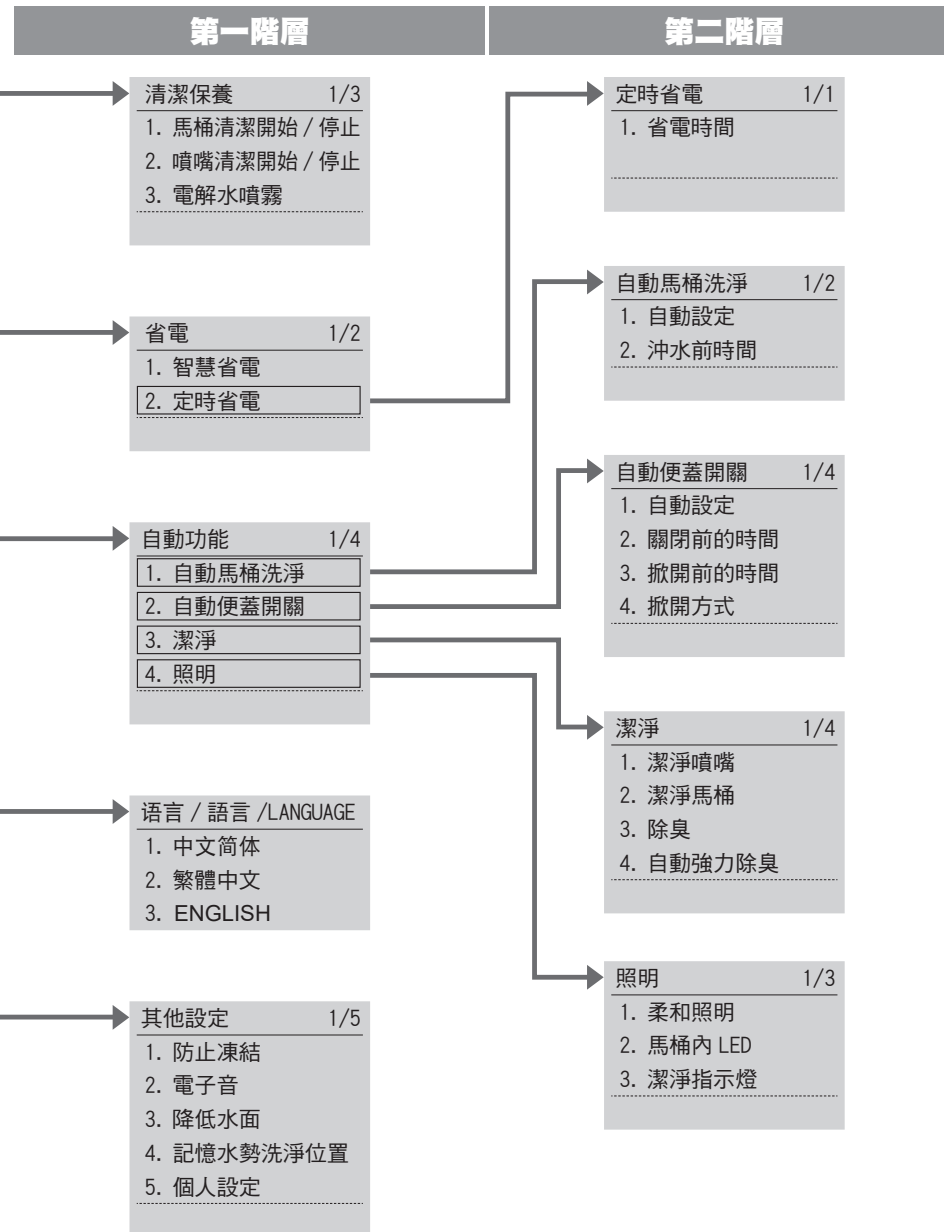 第一階層
第二階層
清潔保養 1/3
1. 馬桶清潔開始 / 停止
2. 噴嘴清潔開始 / 停止
3. 電解水噴霧
省電 1/2
1. 智慧省電
2. 定時省電
自動功能 1/4
1. 自動馬桶洗淨
2. 自動便蓋開關
3. 潔淨
4. 照明
语言 / 語言 /LANGUAGE
1. 中文简体
2. 繁體中文
3. ENGLISH
其他設定 1/5
1. 防止凍結
2. 電子音
3. 降低水面
4. 記憶水勢洗淨位置
5. 個人設定
定時省電 1/1
1. 省電時間
自動馬桶洗淨 1/2
1. 自動設定
2. 沖水前時間
自動便蓋開關 1/4
1. 自動設定
2. 關閉前的時間
3. 掀開前的時間
4. 掀開方式
潔淨 1/4
1. 潔淨噴嘴
2. 潔淨馬桶
3. 除臭
4. 自動強力除臭
照明 1/3
1. 柔和照明
2. 馬桶內 LED
3. 潔淨指示燈